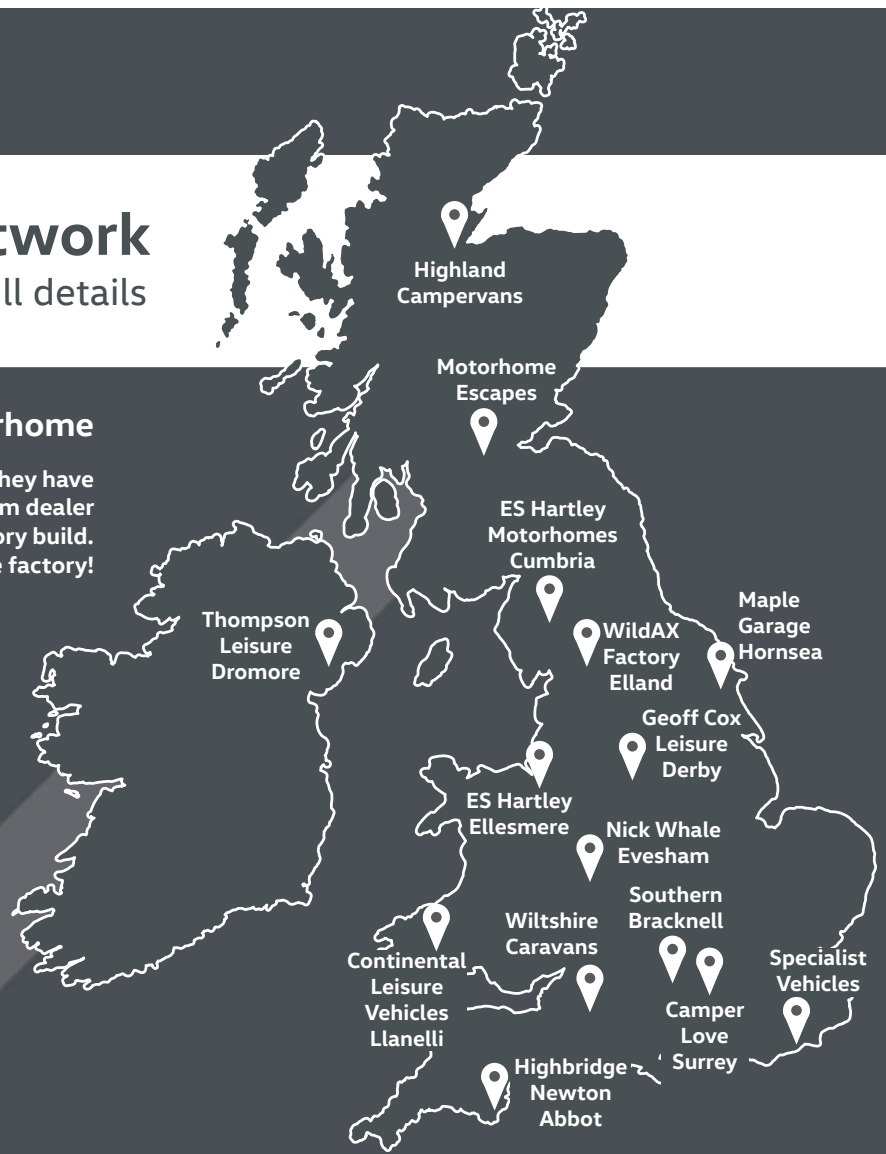 twork
ll details
rhome
hey have
m dealer
ory build.
e factory!
Highland
Campervans
Motorhome
Escapes
ES Hartley
Motorhomes
Cumbria
Thompson
Leisure
Dromore
WildAX
Factory
Elland
Maple
Garage
Hornsea
Geoff Cox
Leisure
Derby
ES Hartley
Ellesmere
Nick Whale
Evesham
Southern
Bracknell
Wiltshire
Caravans
Continental
Leisure
Vehicles
Llanelli
Specialist
Vehicles
Camper
Love
Surrey
Highbridge
Newton
Abbot